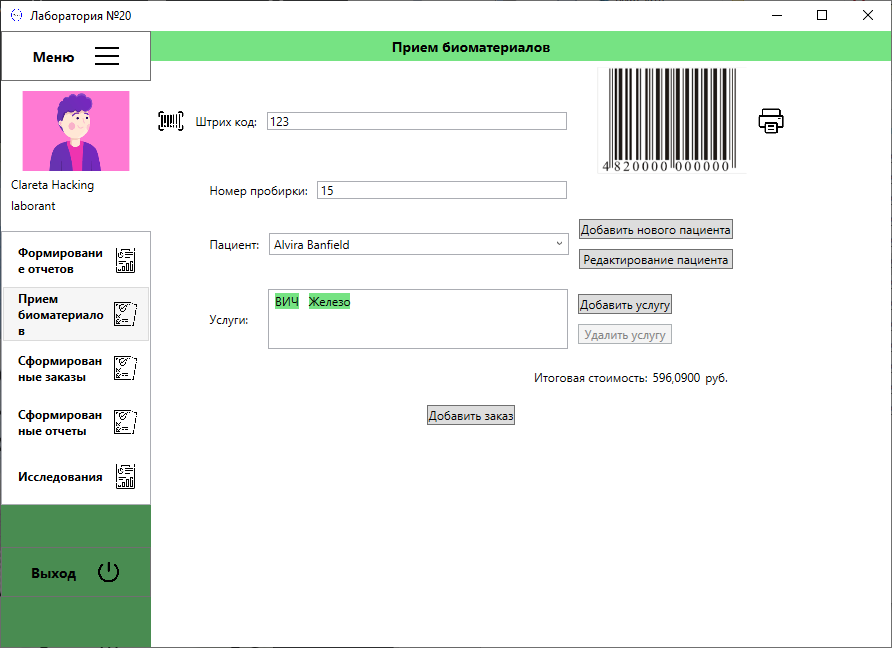 Лаборатория №20
Меню
Прием биоматериалов
Clareta Hacking
laborant
Формировани
е отчетов
Прием
биоматериало
в
Сформирован
ные заказы
Сформирован
ные отчеты
Исследования
Выход
Штрих код: 123
4 820000 000000
Номер пробирки: 15
Пациент: Alvira Banfield
Добавить нового пациента
Редактирование пациента
Услуги: ВИЧ Железо
Добавить услугу
Удалить услугу
Итоговая стоимость: 596,0900 руб.
Добавить заказ